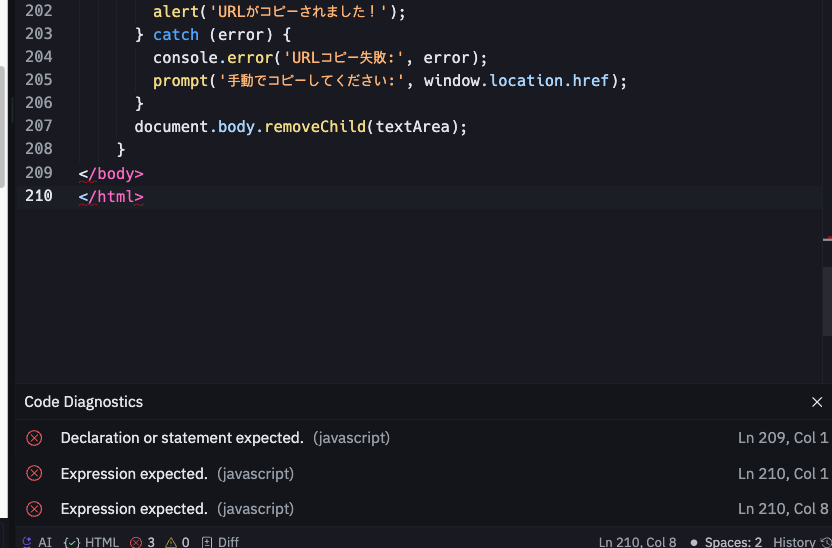 202 alert('URLがコピーされました！');
203 } catch (error) {
204 console.error('URLコピー失敗:', error);
205 prompt('手動でコピーしてください:', window.location.href);
206 }
207 document.body.removeChild(textArea);
208 }
209 </body>
210 </html>
Code Diagnostics
Declaration or statement expected. (javascript) Ln 209, Col 1
Expression expected. (javascript) Ln 210, Col 1
Expression expected. (javascript) Ln 210, Col 8
AI HTML 3 0 Diff Ln 210, Col 8 Spaces: 2 History